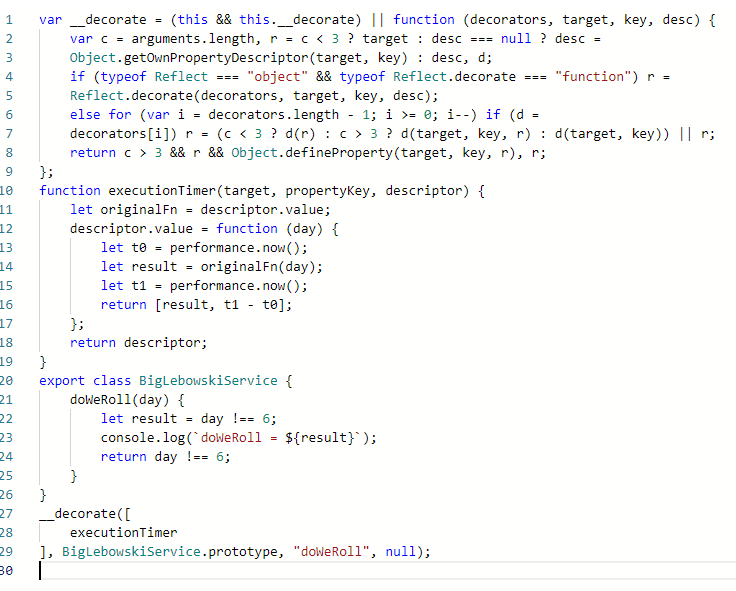 1 var __decorate = (this && this.__decorate) || function (decorators, target, key, desc) {
2 var c = arguments.length, r = c < 3 ? target : desc === null ? desc =
3 Object.getOwnPropertyDescriptor(target, key) : desc, d;
4 if (typeof Reflect === "object" && typeof Reflect.decorate === "function") r =
5 Reflect.decorate(decorators, target, key, desc);
6 else for (var i = decorators.length - 1; i >= 0; i--) if (d =
7 decorators[i]) r = (c < 3 ? d(r) : c > 3 ? d(target, key, r) : d(target, key)) || r;
8 return c > 3 && r && Object.defineProperty(target, key, r), r;
9 };
10 function executionTimer(target, propertyKey, descriptor) {
11 let originalFn = descriptor.value;
12 descriptor.value = function (day) {
13 let t0 = performance.now();
14 let result = originalFn(day);
15 let t1 = performance.now();
16 return [result, t1 - t0];
17 };
18 return descriptor;
19 }
20 export class BigLebowskiService {
21 doWeRoll(day) {
22 let result = day !== 6;
23 console.log(`doWeRoll = ${result}`);
24 return day !== 6;
25 }
26 }
27 __decorate([
28 executionTimer
29 ], BigLebowskiService.prototype, "doWeRoll", null);
30